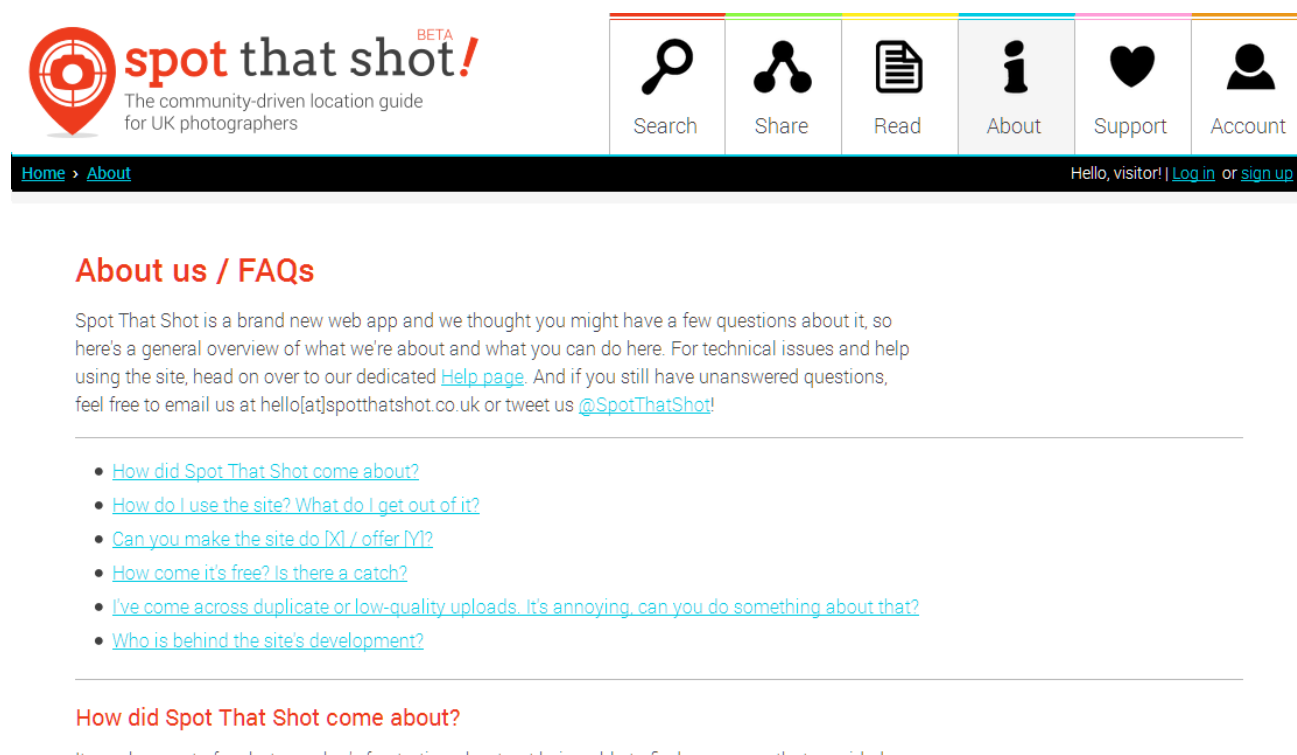 BETA
spot that shot!
The community-driven location guide
for UK photographers
Search
Share
Read
About
Support
Account
Home › About
Hello, visitor! | Log in or sign up
About us / FAQs
Spot That Shot is a brand new web app and we thought you might have a few questions about it, so
here's a general overview of what we're about and what you can do here. For technical issues and help
using the site, head on over to our dedicated Help page. And if you still have unanswered questions,
feel free to email us at hello[at]spotthatshot.co.uk or tweet us @SpotThatShot!
How did Spot That Shot come about?
How do I use the site? What do I get out of it?
Can you make the site do [X] / offer [Y]?
How come it's free? Is there a catch?
I've come across duplicate or low-quality uploads. It's annoying, can you do something about that?
Who is behind the site's development?
How did Spot That Shot come about?